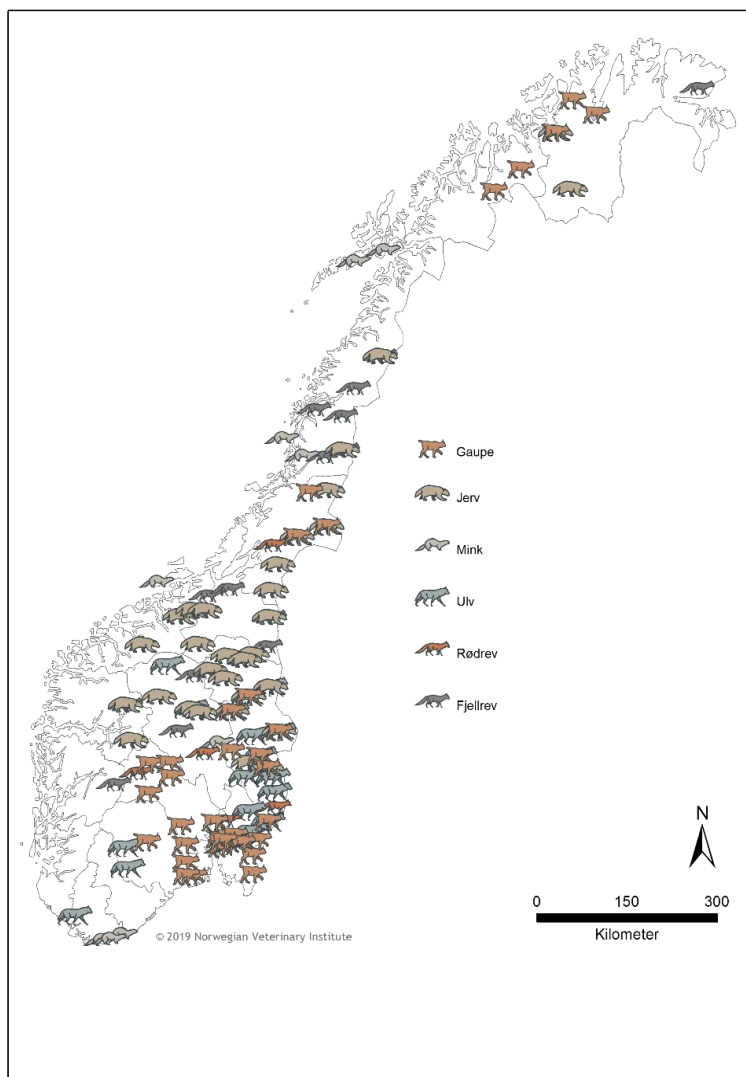 Gaupe
Jerv
Mink
Ulv
Rødrev
Fjellrev
N
0 150 300
Kilometer
© 2019 Norwegian Veterinary Institute